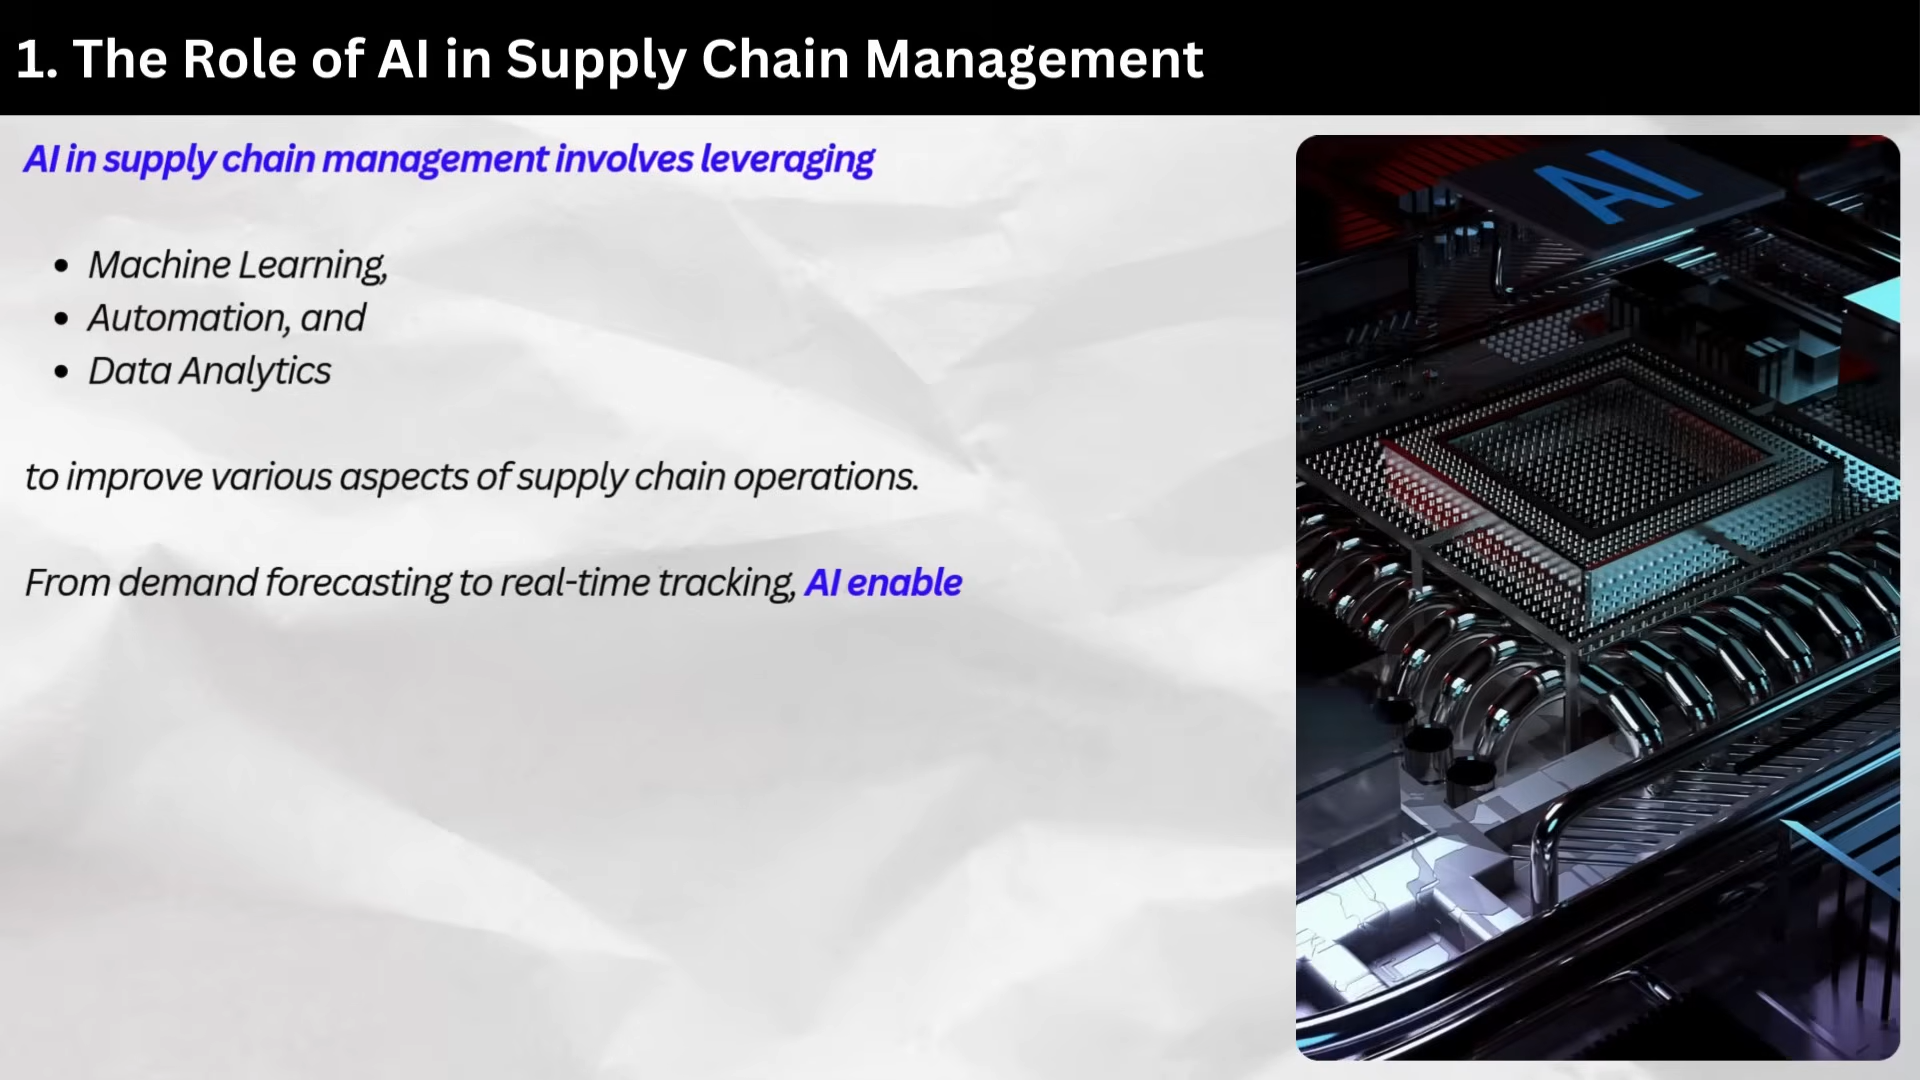 1. The Role of AI in Supply Chain Management
AI in supply chain management involves leveraging
• Machine Learning,
• Automation, and
• Data Analytics
to improve various aspects of supply chain operations.
From demand forecasting to real-time tracking, AI enable
AI